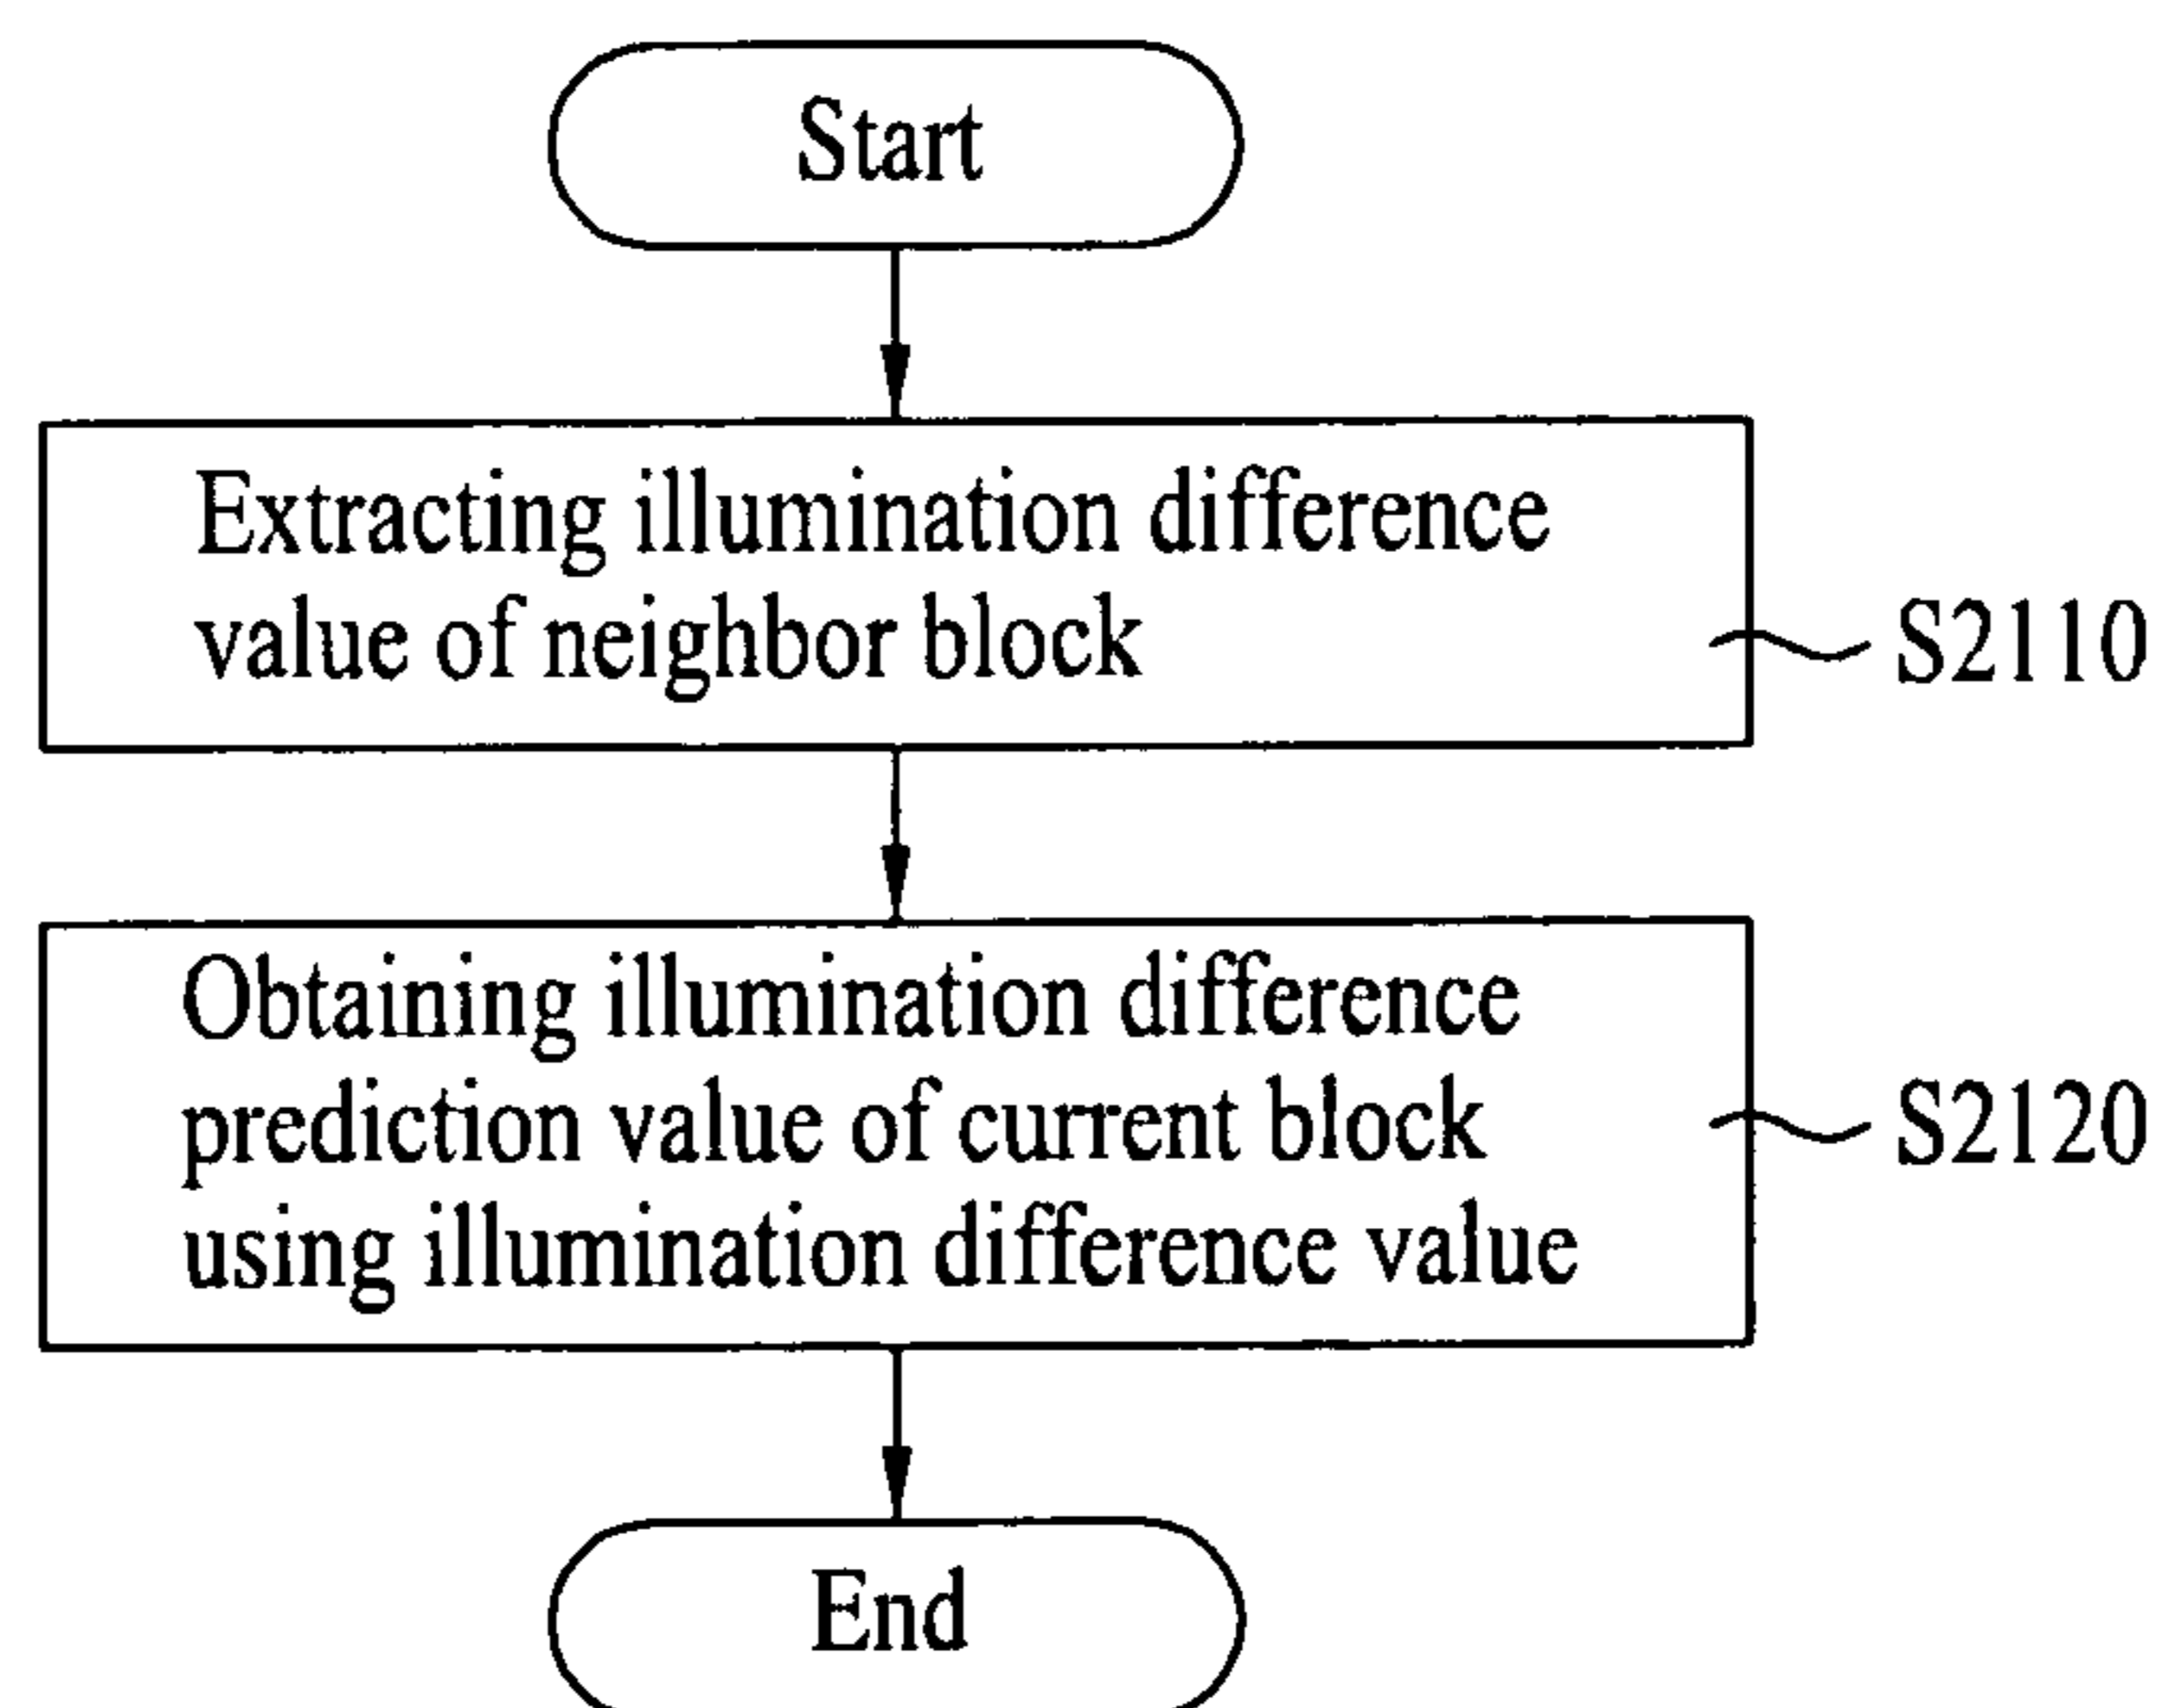 Start
Extracting illumination difference
value of neighbor block
S2110
Obtaining illumination difference
prediction value of current block
using illumination difference value
S2120
End